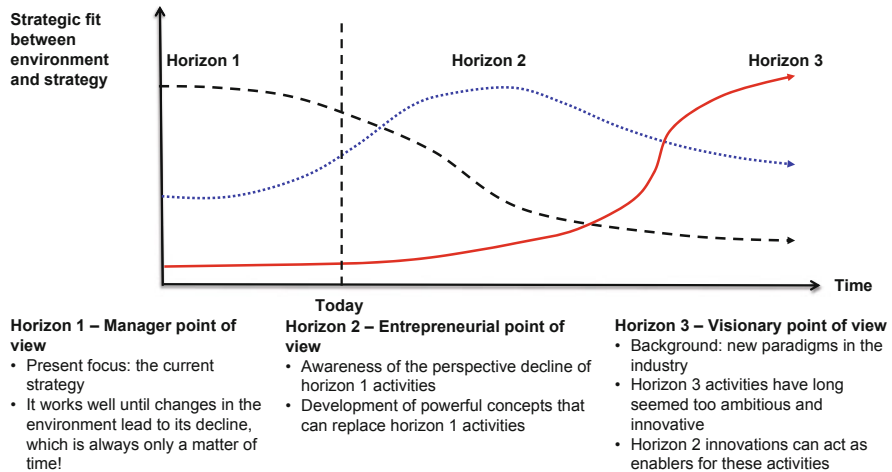 Strategic fit
between
environment
and strategy
Horizon 1
Horizon 2
Horizon 3
Time
Today
Horizon 1 – Manager point of
view
• Present focus: the current
strategy
• It works well until changes in the
environment lead to its decline,
which is always only a matter of
time!
Horizon 2 – Entrepreneurial point of
view
• Awareness of the perspective decline of
horizon 1 activities
• Development of powerful concepts that
can replace horizon 1 activities
Horizon 3 – Visionary point of view
• Background: new paradigms in the
industry
• Horizon 3 activities have long
seemed too ambitious and
innovative
• Horizon 2 innovations can act as
enablers for these activities